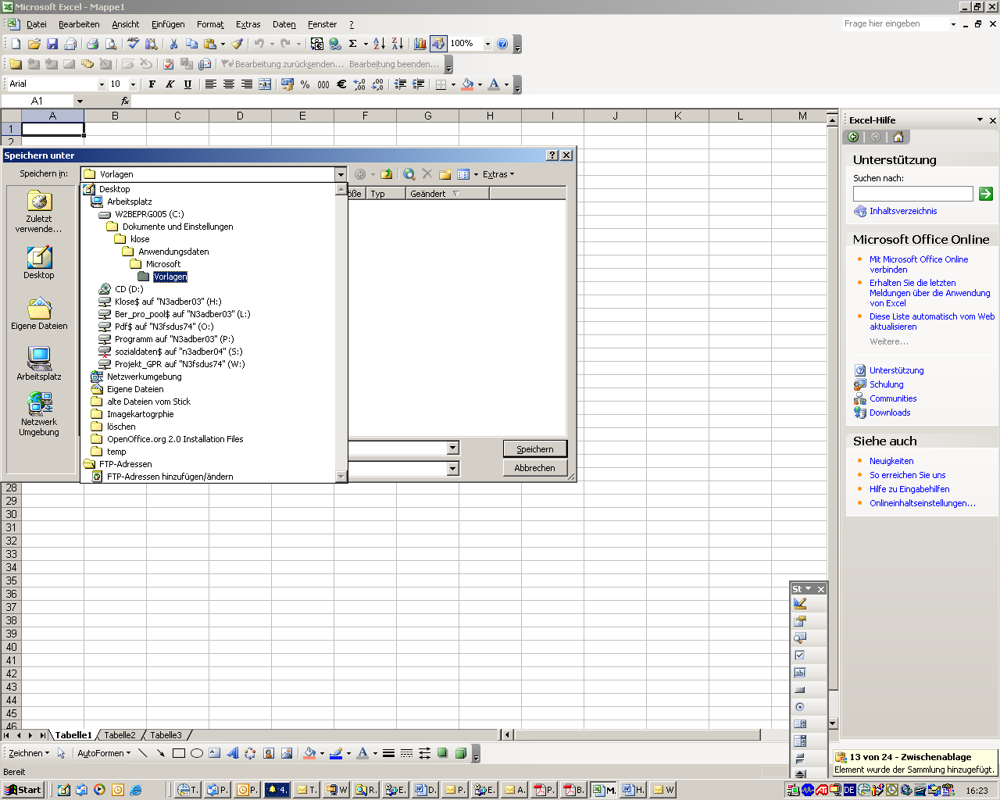 Microsoft Excel - Mappe1
Datei Bearbeiten Ansicht Einfügen Format Extras Daten Fenster ?
Frage hier eingeben
100%
Bearbeitung zurücksenden... Bearbeitung beenden...
Arial 10 F K U % 000 €
A1 fx
A B C D E F G H I J K L M
1
2
Speichern unter
Speichern in: Vorlagen Extras
Typ Geändert
Zuletzt verwende...
Desktop
Eigene Dateien
Arbeitsplatz
Netzwerk Umgebung
Desktop
Arbeitsplatz
W2BEPRG005 (C:)
Dokumente und Einstellungen
klose
Anwendungsdaten
Microsoft
Vorlagen
CD (D:)
Klose$ auf "N3adber03" (H:)
Ber_pro_pool$ auf "N3adber03" (L:)
Pdf$ auf "N3fsdus74" (O:)
Programm auf "N3adber03" (P:)
sozialdaten$ auf "n3adber04" (S:)
Projekt_GPR auf "N3fsdus74" (W:)
Netzwerkumgebung
Eigene Dateien
alte Dateien vom Stick
Imagekartogrphie
löschen
OpenOffice.org 2.0 Installation Files
temp
FTP-Adressen
FTP-Adressen hinzufügen/ändern
Speichern
Abbrechen
28
29
30
31
32
33
34
35
36
37
38
39
40
41
42
43
44
45
46
Excel-Hilfe
Unterstützung
Suchen nach:
Inhaltsverzeichnis
Microsoft Office Online
Mit Microsoft Office Online
verbinden
Erhalten Sie die letzten
Meldungen über die Anwendung
von Excel
Diese Liste automatisch vom Web
aktualisieren
Weitere...
Unterstützung
Schulung
Communities
Downloads
Siehe auch
Neuigkeiten
So erreichen Sie uns
Hilfe zu Eingabehilfen
Onlineinhaltseinstellungen...
St
Tabelle1 Tabelle2 Tabelle3
Zeichnen AutoFormen
Bereit
13 von 24 - Zwischenablage
Element wurde der Sammlung hinzugefügt.
Start T. P. P. 4. T. W R. E. D. P. E. A. P. B. M. H. W DE 16:23